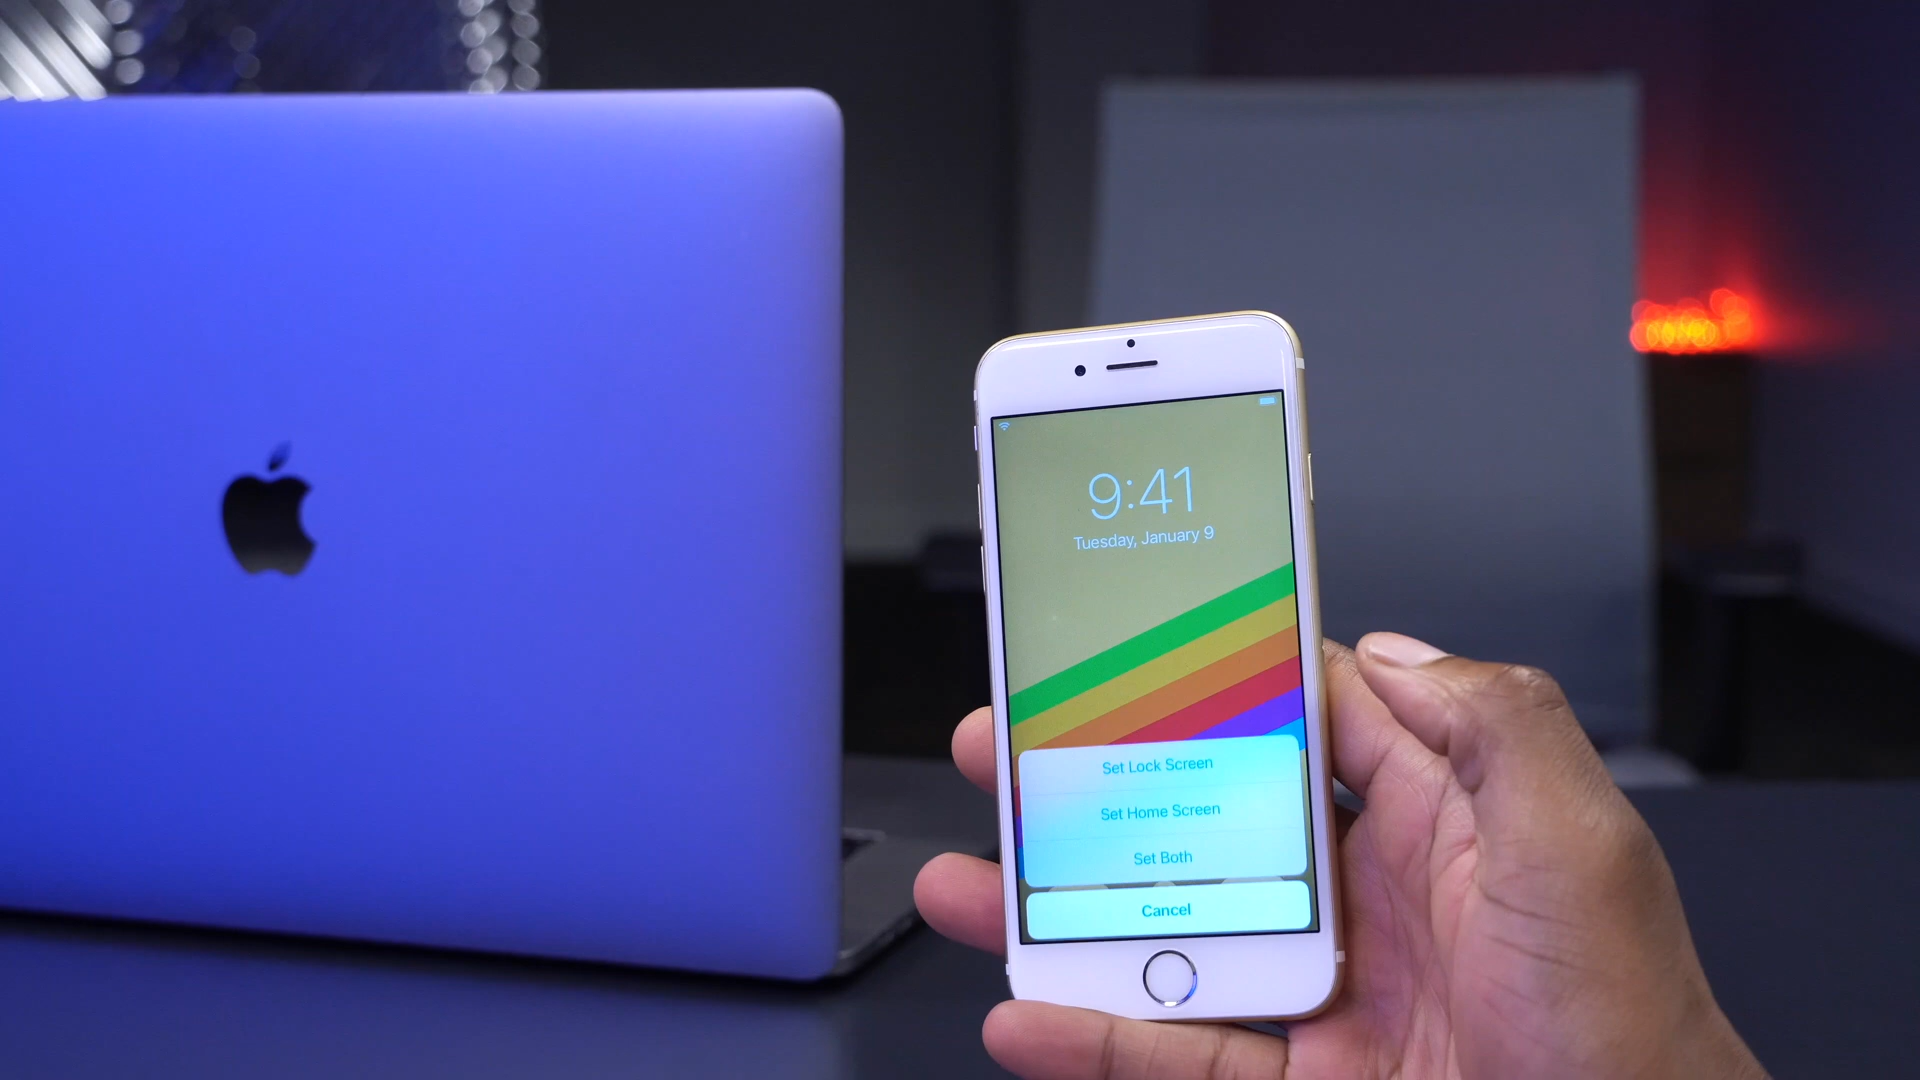 9:41
Tuesday, January 9
Set Lock Screen
Set Home Screen
Set Both
Cancel